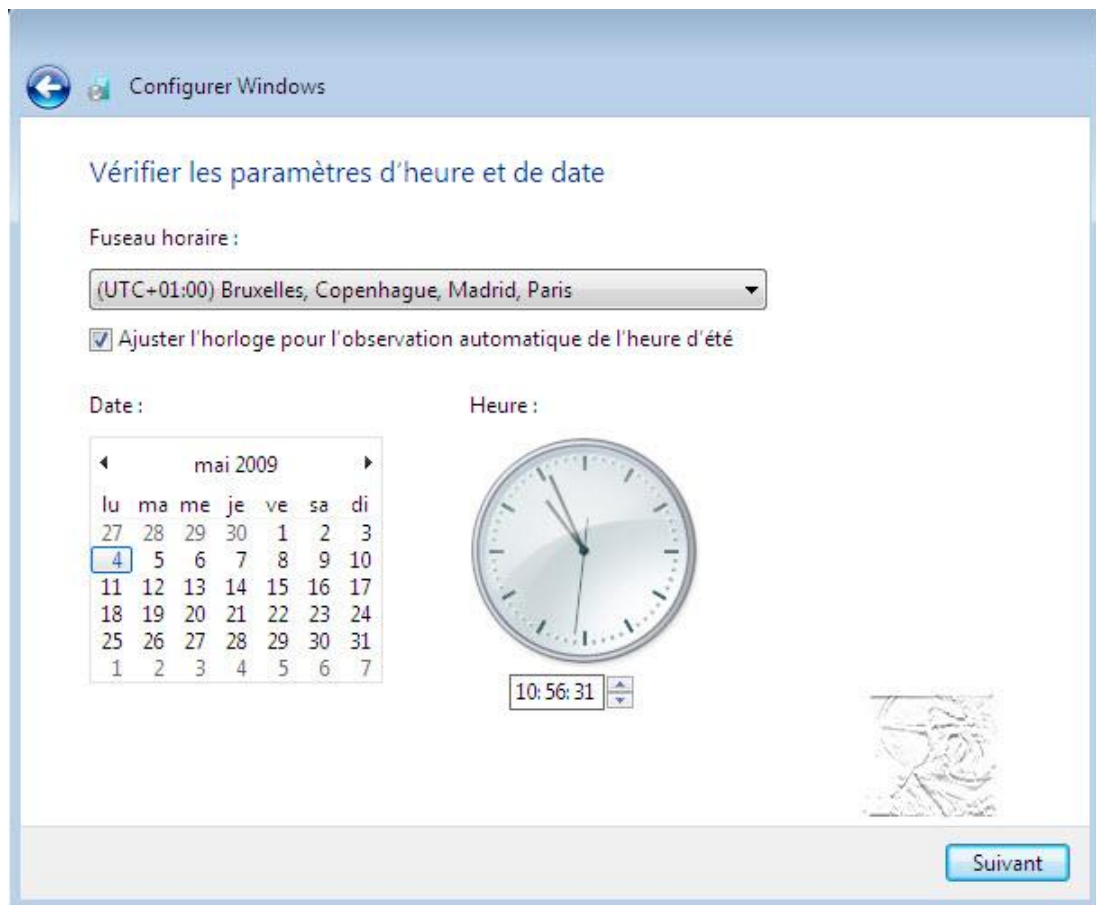 Configurer Windows
Vérifier les paramètres d'heure et de date
Fuseau horaire :
(UTC+01:00) Bruxelles, Copenhague, Madrid, Paris
Ajuster l'horloge pour l'observation automatique de l'heure d'été
Date :
mai 2009
lu ma me je ve sa di
27 28 29 30 1 2 3
4 5 6 7 8 9 10
11 12 13 14 15 16 17
18 19 20 21 22 23 24
25 26 27 28 29 30 31
1 2 3 4 5 6 7
Heure :
10:56:31
Suivant